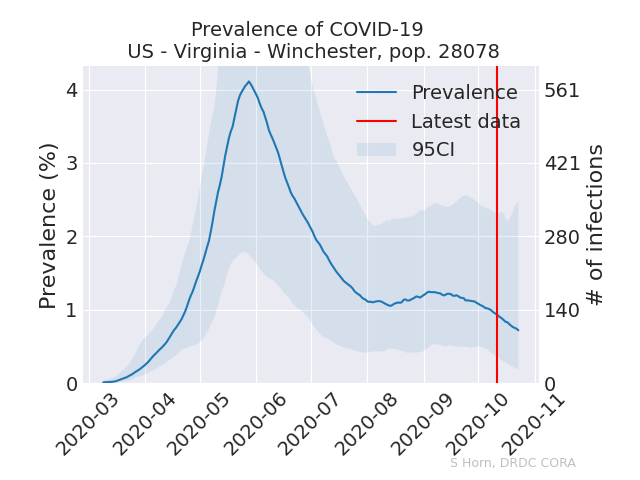 Prevalence of COVID-19
US - Virginia - Winchester, pop. 28078
Prevalence
Latest data
95CI
Prevalence (%)
4
3
2
1
0
561
421
280
140
0
# of infections
2020-03
2020-04
2020-05
2020-06
2020-07
2020-08
2020-09
2020-10
2020-11
S Horn, DRDC CORA